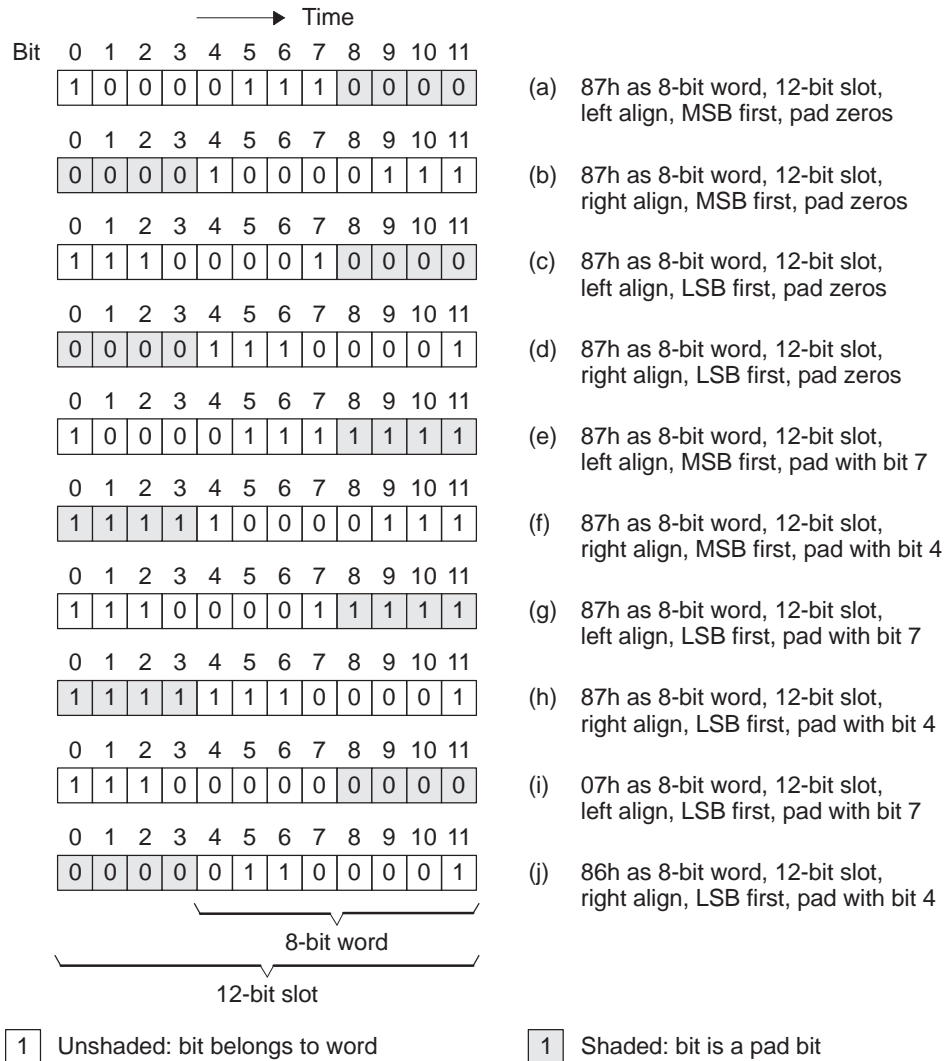 Time
Bit 0 1 2 3 4 5 6 7 8 9 10 11
1 0 0 0 0 1 1 1 0 0 0 0
(a) 87h as 8-bit word, 12-bit slot,
left align, MSB first, pad zeros
0 1 2 3 4 5 6 7 8 9 10 11
0 0 0 0 1 0 0 0 0 1 1 1
(b) 87h as 8-bit word, 12-bit slot,
right align, MSB first, pad zeros
0 1 2 3 4 5 6 7 8 9 10 11
1 1 1 0 0 0 0 1 0 0 0 0
(c) 87h as 8-bit word, 12-bit slot,
left align, LSB first, pad zeros
0 1 2 3 4 5 6 7 8 9 10 11
0 0 0 0 1 1 1 0 0 0 0 1
(d) 87h as 8-bit word, 12-bit slot,
right align, LSB first, pad zeros
0 1 2 3 4 5 6 7 8 9 10 11
1 0 0 0 0 1 1 1 1 1 1 1
(e) 87h as 8-bit word, 12-bit slot,
left align, MSB first, pad with bit 7
0 1 2 3 4 5 6 7 8 9 10 11
1 1 1 1 1 0 0 0 0 1 1 1
(f) 87h as 8-bit word, 12-bit slot,
right align, MSB first, pad with bit 4
0 1 2 3 4 5 6 7 8 9 10 11
1 1 1 0 0 0 0 1 1 1 1 1
(g) 87h as 8-bit word, 12-bit slot,
left align, LSB first, pad with bit 7
0 1 2 3 4 5 6 7 8 9 10 11
1 1 1 1 1 1 1 0 0 0 0 1
(h) 87h as 8-bit word, 12-bit slot,
right align, LSB first, pad with bit 4
0 1 2 3 4 5 6 7 8 9 10 11
1 1 1 0 0 0 0 0 0 0 0 0
(i) 07h as 8-bit word, 12-bit slot,
left align, LSB first, pad with bit 7
0 1 2 3 4 5 6 7 8 9 10 11
0 0 0 0 0 1 1 0 0 0 0 1
(j) 86h as 8-bit word, 12-bit slot,
right align, LSB first, pad with bit 4
8-bit word
12-bit slot
1 Unshaded: bit belongs to word
1 Shaded: bit is a pad bit